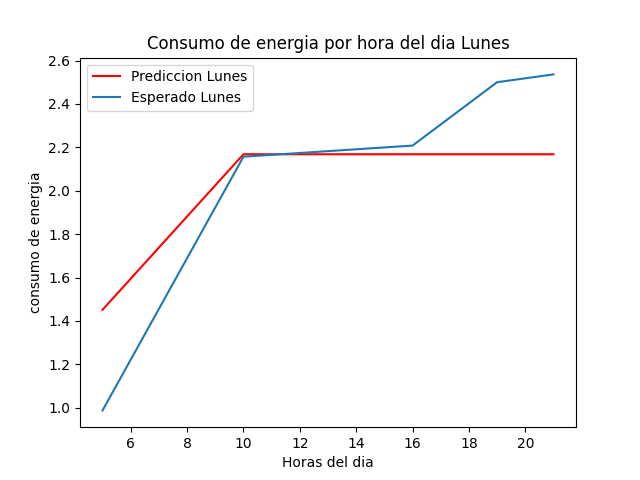 Consumo de energia por hora del dia Lunes
Prediccion Lunes
Esperado Lunes
consumo de energia
2.6
2.4
2.2
2.0
1.8
1.6
1.4
1.2
1.0
6 8 10 12 14 16 18 20
Horas del dia